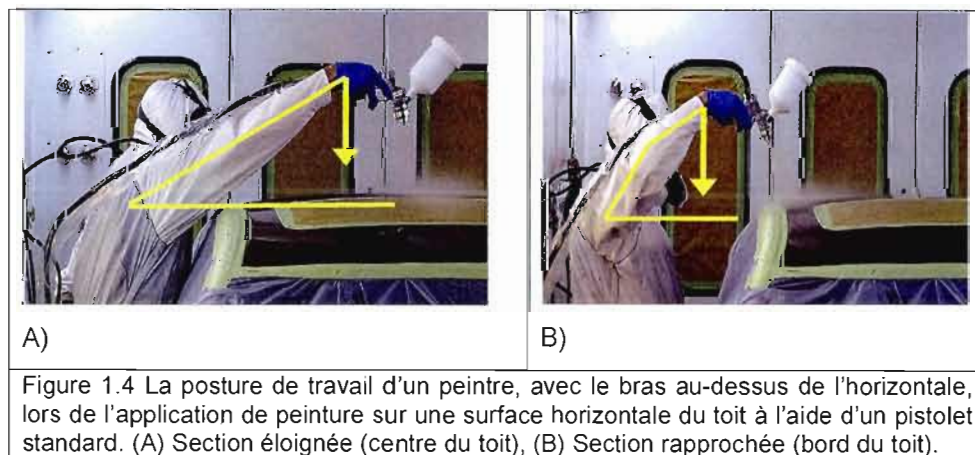 A)
B)
Figure 1.4 La posture de travail d'un peintre, avec le bras au-dessus de l'horizontale,
lors de l'application de peinture sur une surface horizontale du toit à l'aide d'un pistolet
standard. (A) Section éloignée (centre du toit), (B) Section rapprochée (bord du toit).